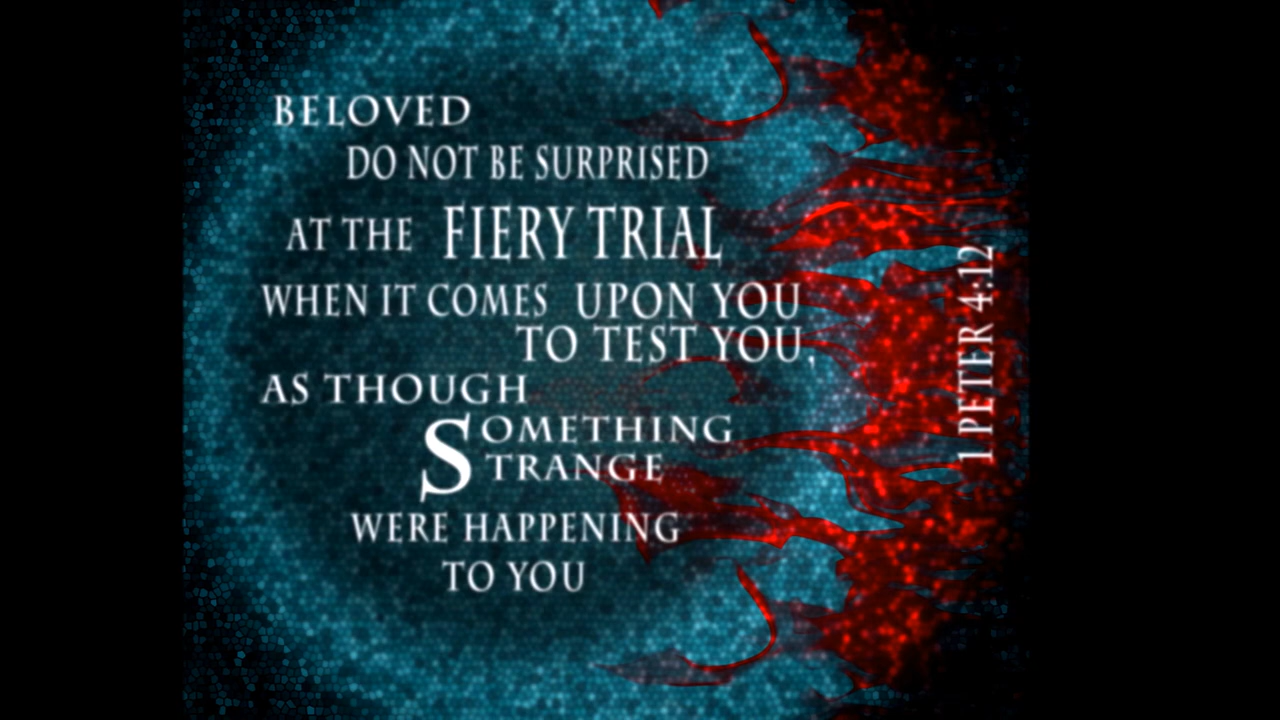 BELOVED
DO NOT BE SURPRISED
AT THE FIERY TRIAL
WHEN IT COMES UPON YOU
TO TEST YOU,
AS THOUGH
SOMETHING
STRANGE
WERE HAPPENING
TO YOU
1 PETER 4:12